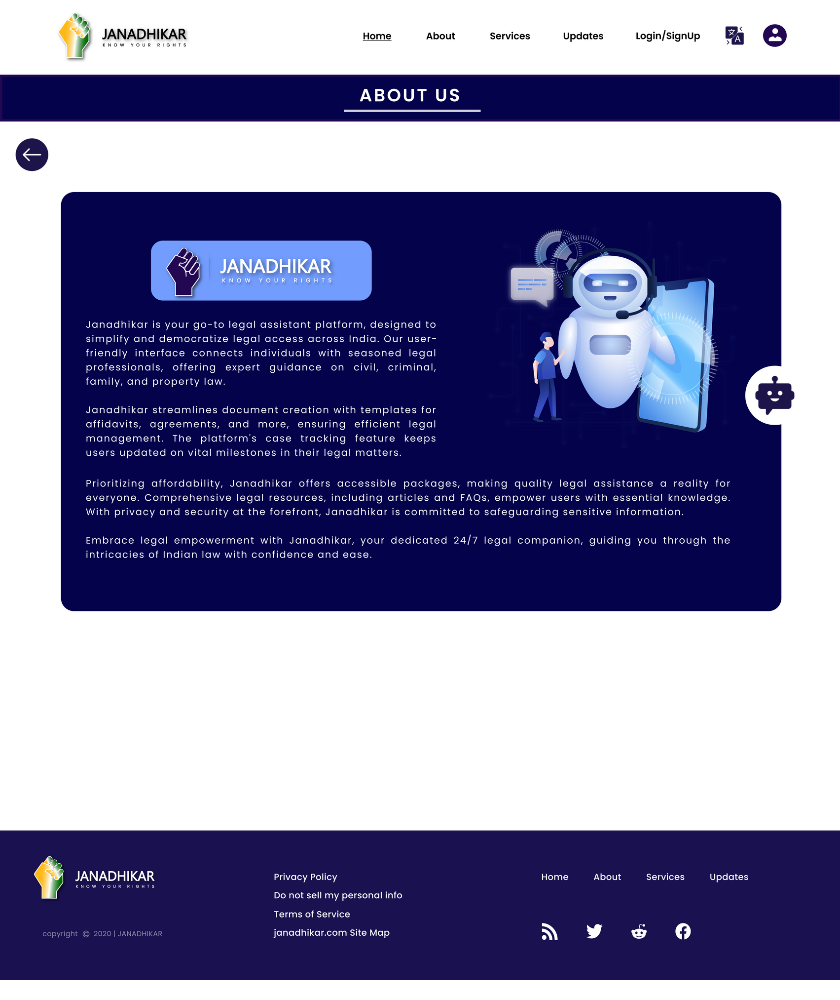 JANADHIKAR
KNOW YOUR RIGHTS
Home About Services Updates Login/SignUp
文 A
ABOUT US
JANADHIKAR
KNOW YOUR RIGHTS
Janadhikar is your go-to legal assistant platform, designed to
simplify and democratize legal access across India. Our user-
friendly interface connects individuals with seasoned legal
professionals, offering expert guidance on civil, criminal,
family, and property law.
Janadhikar streamlines document creation with templates for
affidavits, agreements, and more, ensuring efficient legal
management. The platform's case tracking feature keeps
users updated on vital milestones in their legal matters.
Prioritizing affordability, Janadhikar offers accessible packages, making quality legal assistance a reality for
everyone. Comprehensive legal resources, including articles and FAQs, empower users with essential knowledge.
With privacy and security at the forefront, Janadhikar is committed to safeguarding sensitive information.
Embrace legal empowerment with Janadhikar, your dedicated 24/7 legal companion, guiding you through the
intricacies of Indian law with confidence and ease.
JANADHIKAR
KNOW YOUR RIGHTS
copyright © 2020 | JANADHIKAR
Privacy Policy
Do not sell my personal info
Terms of Service
janadhikar.com Site Map
Home About Services Updates